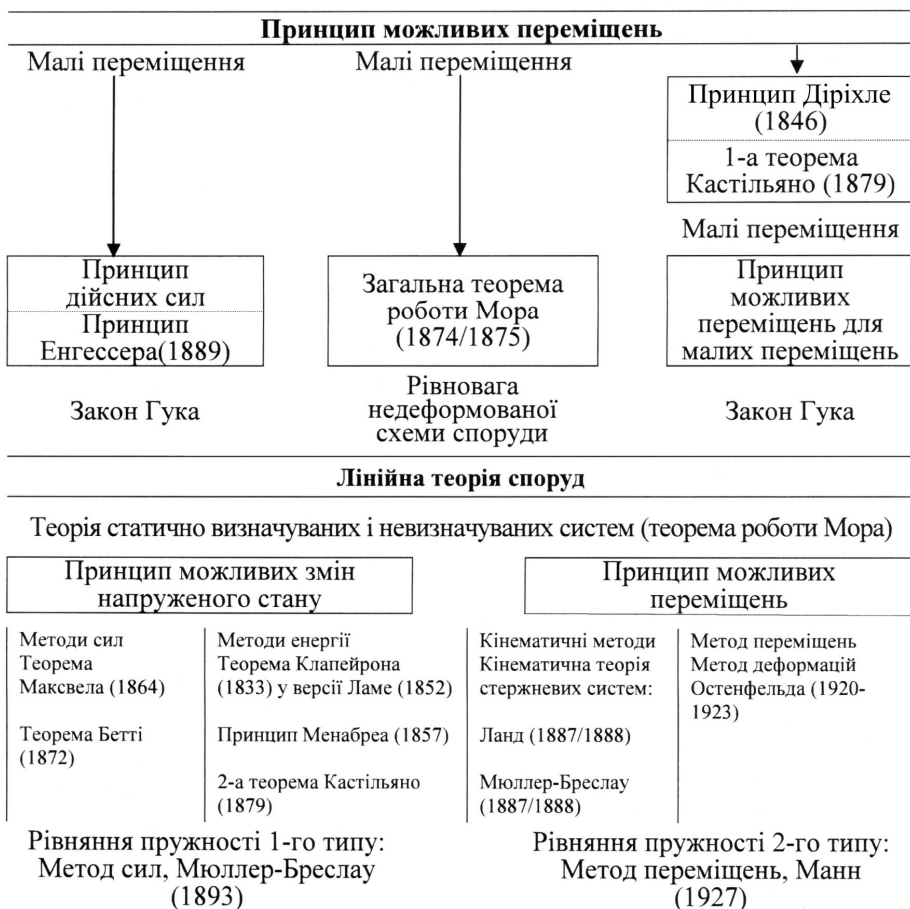 Принцип можливих переміщень
Малі переміщення
Малі переміщення
Принцип Діріхле
(1846)
1-а теорема
Кастільяно (1879)
Малі переміщення
Принцип
дійсних сил
Принцип
Енгессера(1889)
Загальна теорема
роботи Мора
(1874/1875)
Принцип
можливих
переміщень для
малих переміщень
Закон Гука
Рівновага
недеформованої
схеми споруди
Закон Гука
Лінійна теорія споруд
Теорія статично визначуваних і невизначуваних систем (теорема роботи Мора)
Принцип можливих змін
напруженого стану
Принцип можливих
переміщень
Методи сил
Теорема
Максвела (1864)
Теорема Бетті
(1872)
Методи енергії
Теорема Клапейрона
(1833) у версії Ламе (1852)
Принцип Менабреа (1857)
2-а теорема Кастільяно
(1879)
Кінематичні методи
Кінематична теорія
стержневих систем:
Ланд (1887/1888)
Мюллер-Бреслау
(1887/1888)
Метод переміщень
Метод деформацій
Остенфельда (1920-
1923)
Рівняння пружності 1-го типу:
Метод сил, Мюллер-Бреслау
(1893)
Рівняння пружності 2-го типу:
Метод переміщень, Манн
(1927)